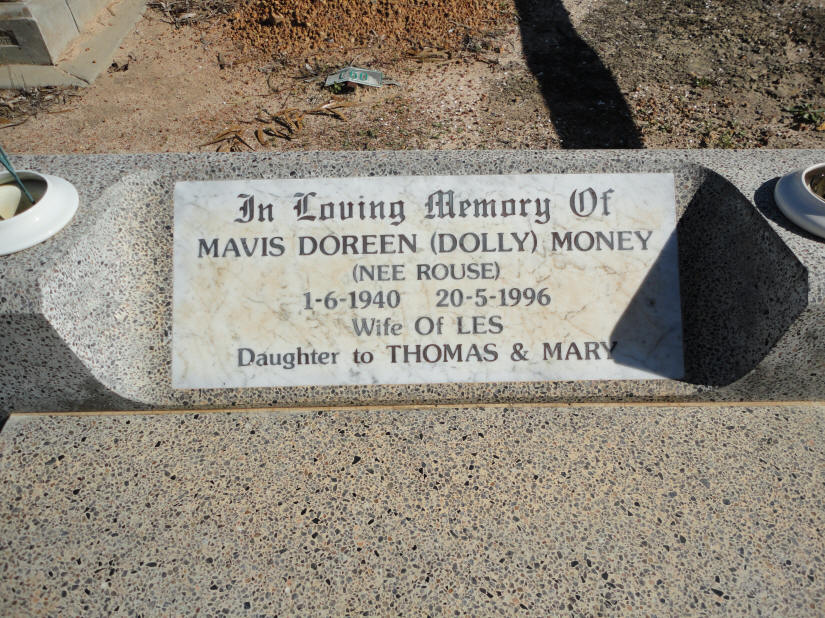 In Loving Memory Of
MAVIS DOREEN (DOLLY) MONEY
(NEE ROUSE)
1-6-1940 20-5-1996
Wife Of LES
Daughter to THOMAS & MARY